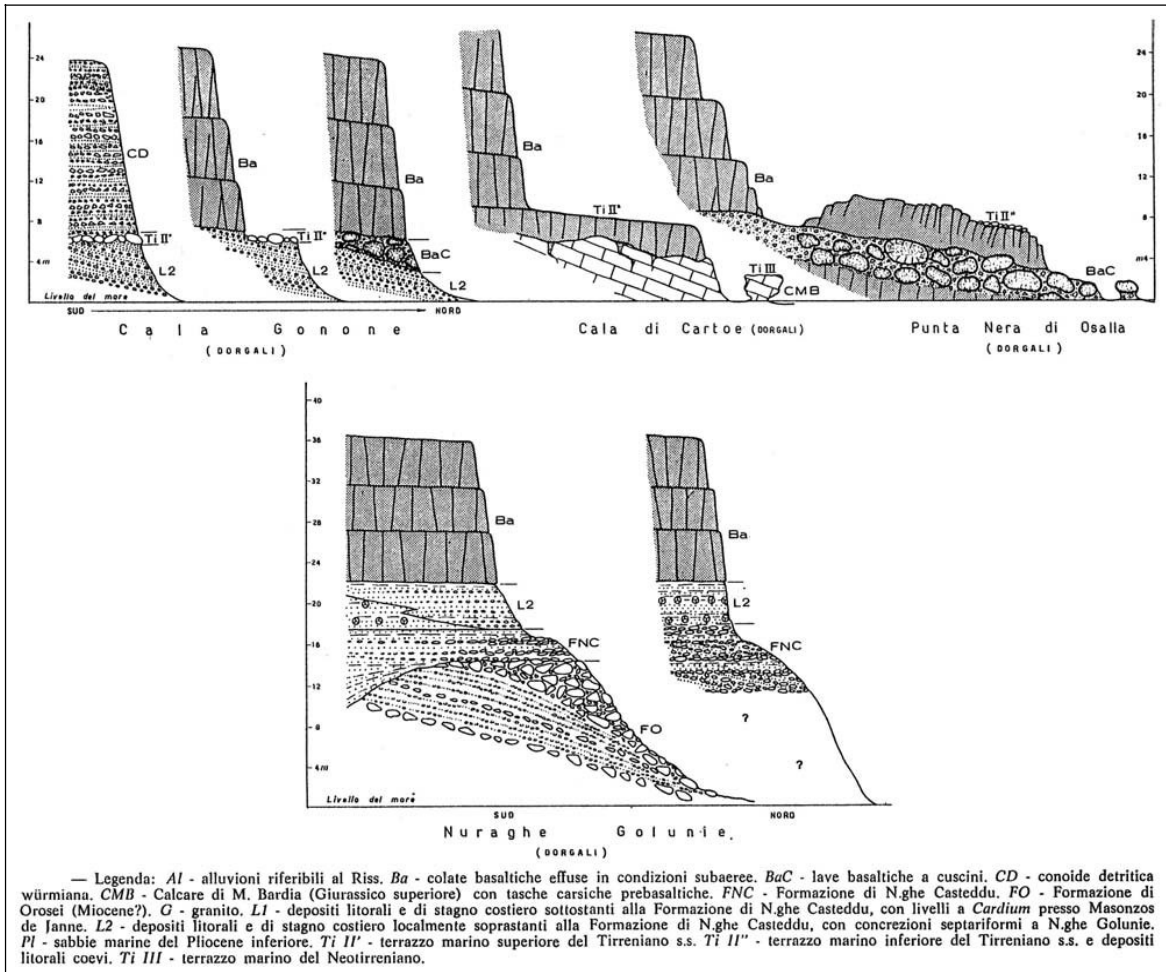 24
20
16
12
8
4 m
Livello del mare
CD
Ti II"
L2
Ba
Ti II"
L2
Ba
BaC
L2
SUD
NORD
Cala Gonone
(DORGALI)
Ba
Ti II"
Ti III
CMB
Cala di Cartoe (DORGALI)
Ba
Ti II"
BaC
24
20
16
12
8
m4
Punta Nera di Osalla
(DORGALI)
40
36
32
28
24
20
16
12
8
4 m
Livello del mare
Ba
L2
FNC
FO
Ba
L2
FNC
?
?
SUD
NORD
Nuraghe Golunie.
(DORGALI)
— Legenda: Al - alluvioni riferibili al Riss. Ba - colate basaltiche effuse in condizioni subaeree. BaC - lave basaltiche a cuscini. CD - conoide detritica
würmiana. CMB - Calcare di M. Bardia (Giurassico superiore) con tasche carsiche prebasaltiche. FNC - Formazione di N.ghe Casteddu. FO - Formazione di
Orosei (Miocene?). G - granito. L1 - depositi litorali e di stagno costiero sottostanti alla Formazione di N.ghe Casteddu, con livelli a Cardium presso Masonzos
de Janne. L2 - depositi litorali e di stagno costiero localmente soprastanti alla Formazione di N.ghe Casteddu, con concrezioni septariformi a N.ghe Golunie.
Pl - sabbie marine del Pliocene inferiore. Ti II' - terrazzo marino superiore del Tirreniano s.s. Ti II" - terrazzo marino inferiore del Tirreniano s.s. e depositi
litorali coevi. Ti III - terrazzo marino del Neotirreniano.